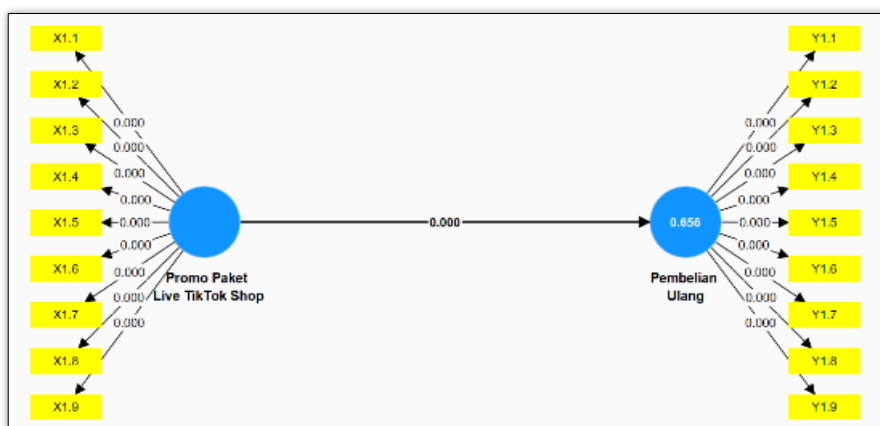 X1.1
X1.2
X1.3
X1.4
X1.5
X1.6
X1.7
X1.8
X1.9
0.000
0.000
0.000
0.000
0.000
0.000
0.000
0.000
0.000
Promo Paket
Live TikTok Shop
0.000
0.656
Pembelian
Ulang
0.000
0.000
0.000
0.000
0.000
0.000
0.000
0.000
0.000
Y1.1
Y1.2
Y1.3
Y1.4
Y1.5
Y1.6
Y1.7
Y1.8
Y1.9